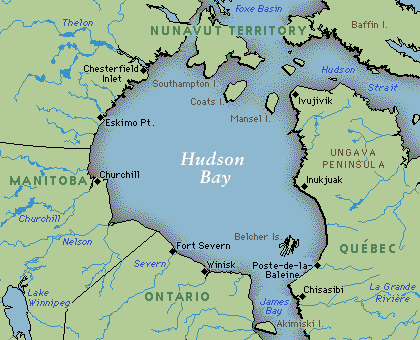 Thelon
Foxe Basin
NUNAVUT TERRITORY
Baffin I.
Chesterfield
Inlet
Southampton I.
Hudson
Strait
Coats I.
Ivujivik
Mansel I.
Eskimo Pt.
Hudson
Bay
UNGAVA
PENINSULA
MANITOBA
Churchill
Inukjuak
Churchill
Nelson
Belcher Is.
Fort Severn
QUÉBEC
Severn
Winisk
Poste-de-la-
Baleine
Lake
Winnipeg
ONTARIO
Chisasibi
La Grande
Rivière
James
Bay
Akimiski I.